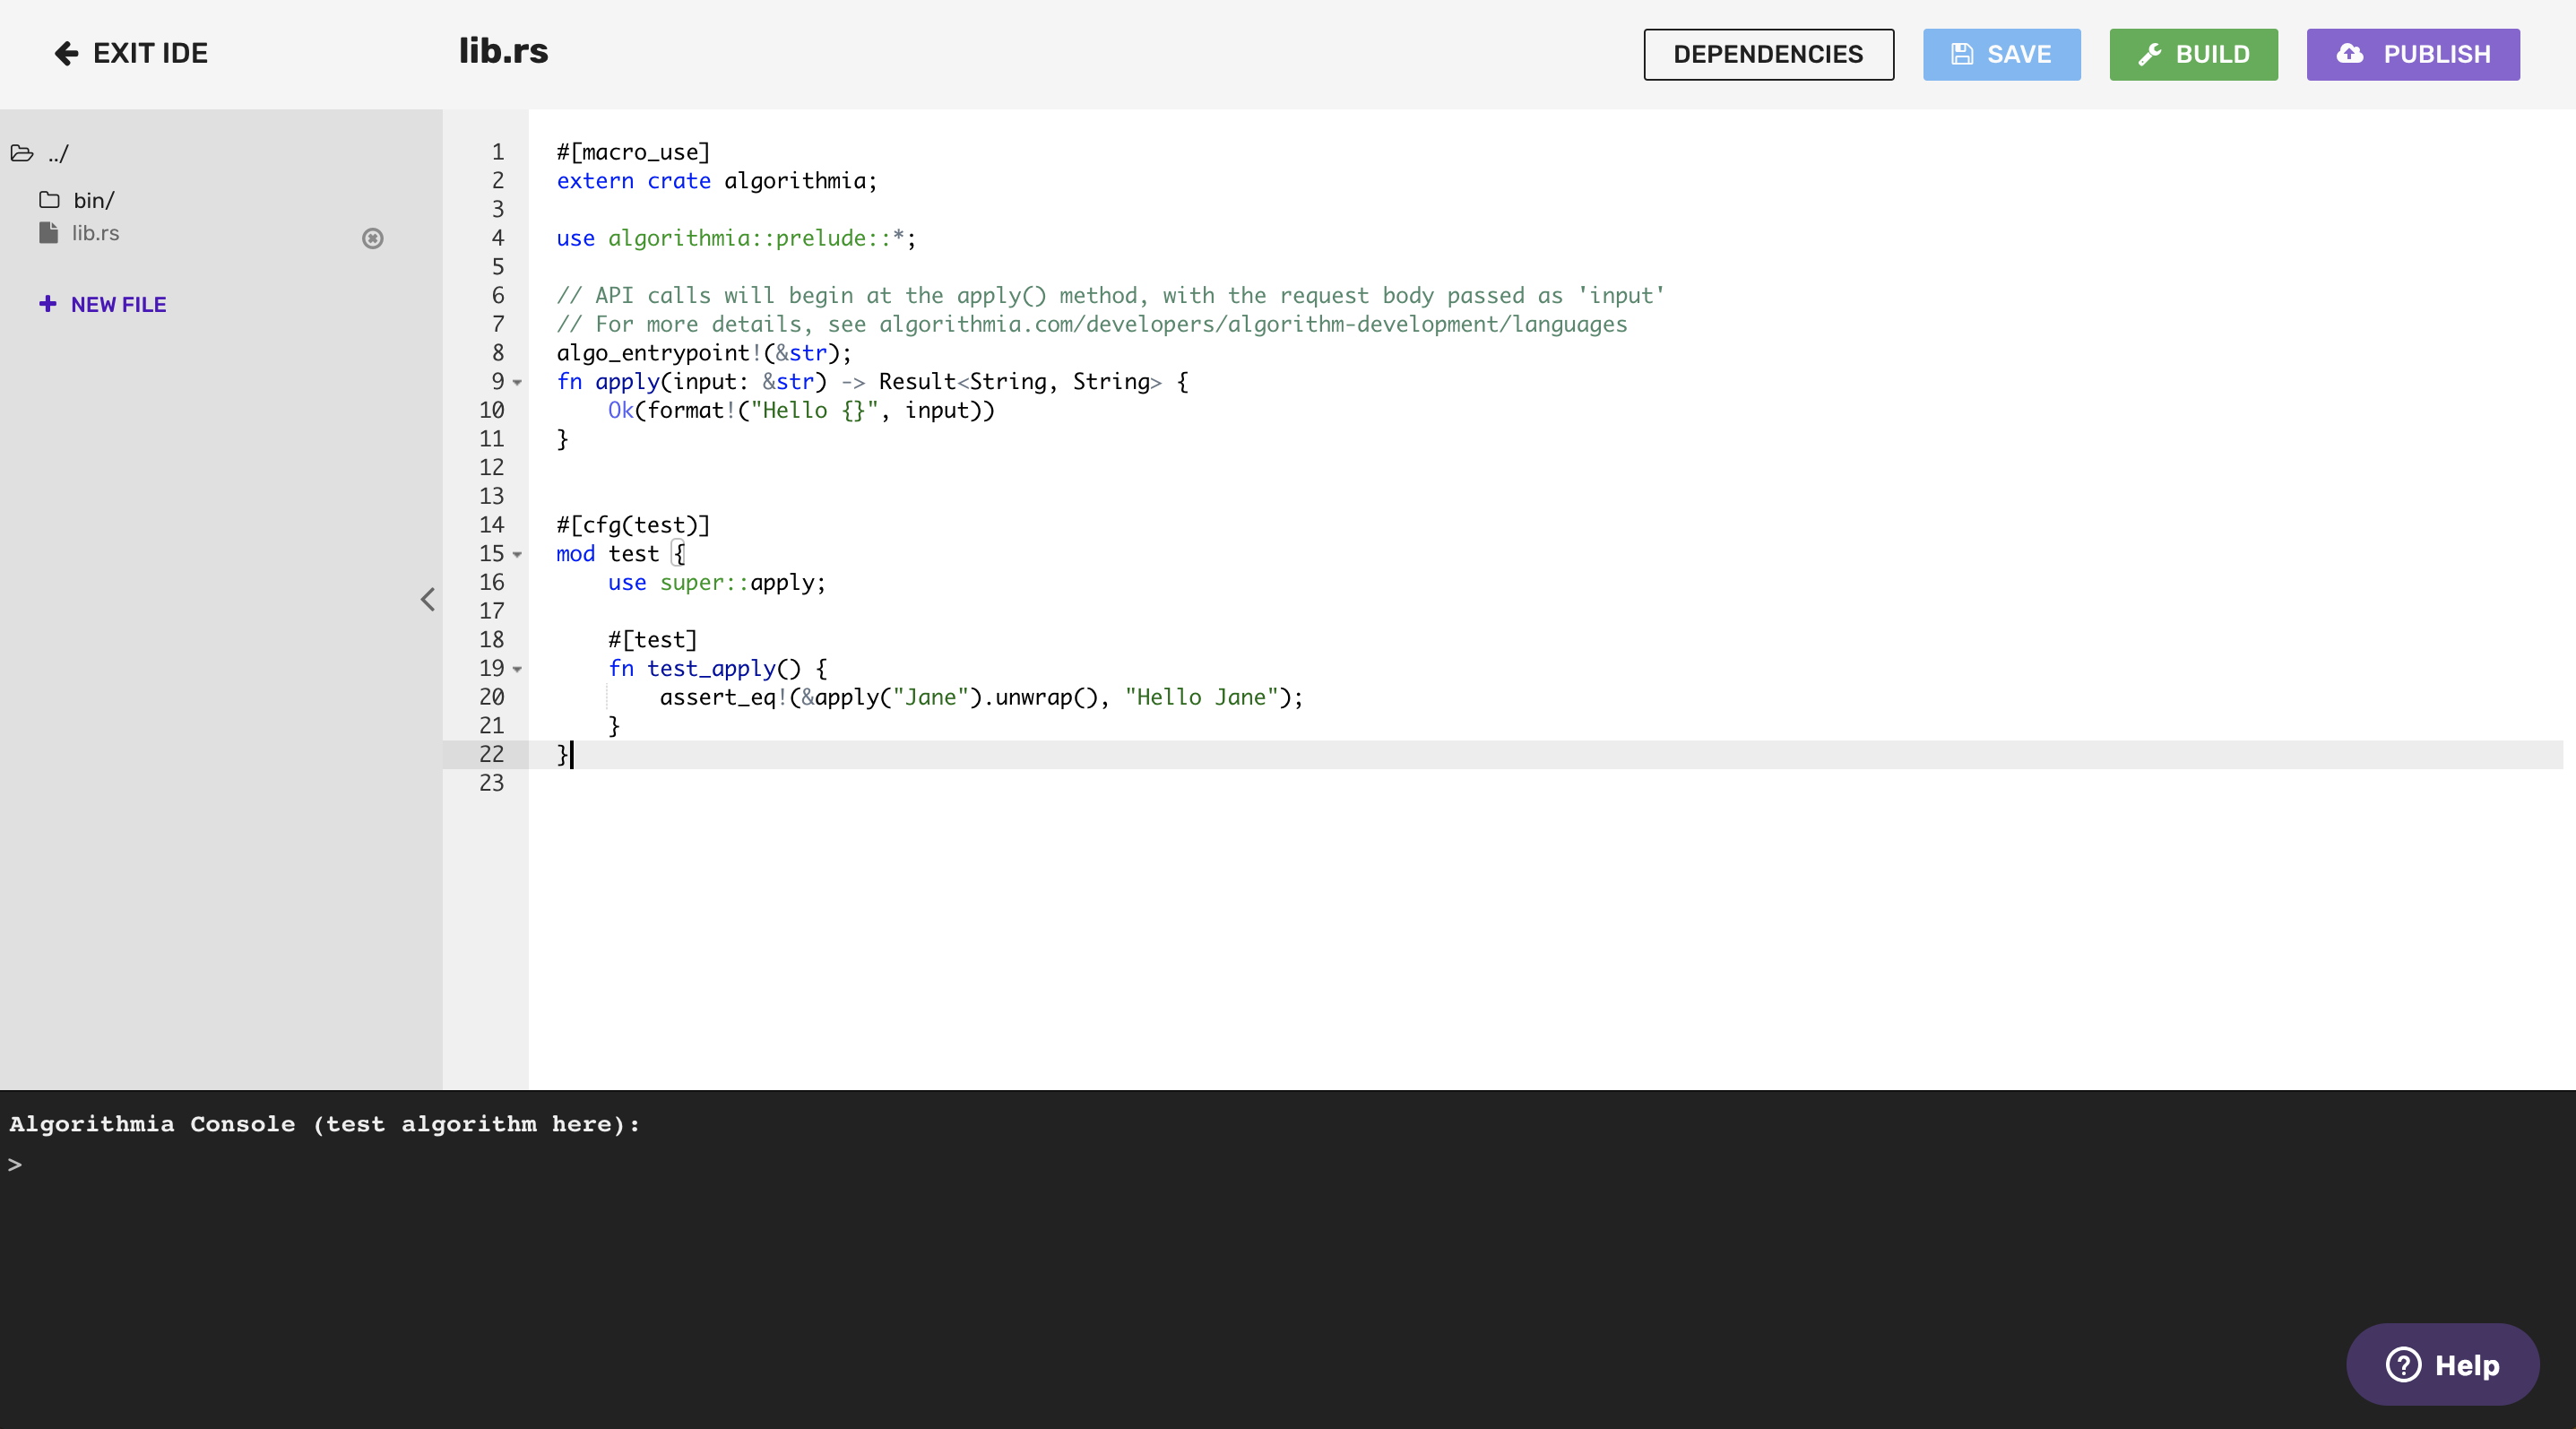 EXIT IDE
lib.rs
DEPENDENCIES
SAVE
BUILD
PUBLISH
../
bin/
lib.rs
+ NEW FILE
1 #[macro_use]
2 extern crate algorithmia;
3
4 use algorithmia::prelude::*;
5
6 // API calls will begin at the apply() method, with the request body passed as 'input'
7 // For more details, see algorithmia.com/developers/algorithm-development/languages
8 algo_entrypoint!(&str);
9 fn apply(input: &str) -> Result<String, String> {
10     Ok(format!("Hello {}", input))
11 }
12
13
14 #[cfg(test)]
15 mod test {
16     use super::apply;
17
18     #[test]
19     fn test_apply() {
20         assert_eq!(&apply("Jane").unwrap(), "Hello Jane");
21     }
22 }
23
Algorithmia Console (test algorithm here):
>
? Help